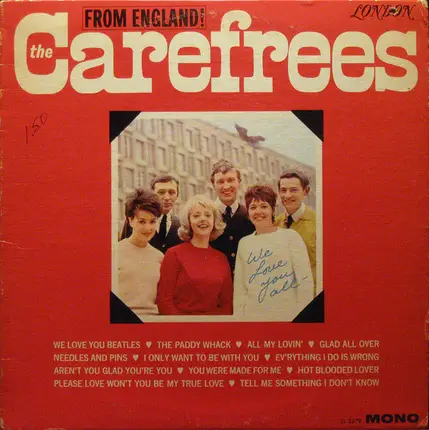 FROM ENGLAND!
LONDON
the Carefrees
1.50
We
Love
you
all
WE LOVE YOU BEATLES ♥ THE PADDY WHACK ♥ ALL MY LOVIN' ♥ GLAD ALL OVER
NEEDLES AND PINS ♥ I ONLY WANT TO BE WITH YOU ♥ EV'RYTHING I DO IS WRONG
AREN'T YOU GLAD YOU'RE YOU ♥ YOU WERE MADE FOR ME ♥ HOT BLOODED LOVER
PLEASE LOVE WON'T YOU BE MY TRUE LOVE ♥ TELL ME SOMETHING I DON'T KNOW
MONO